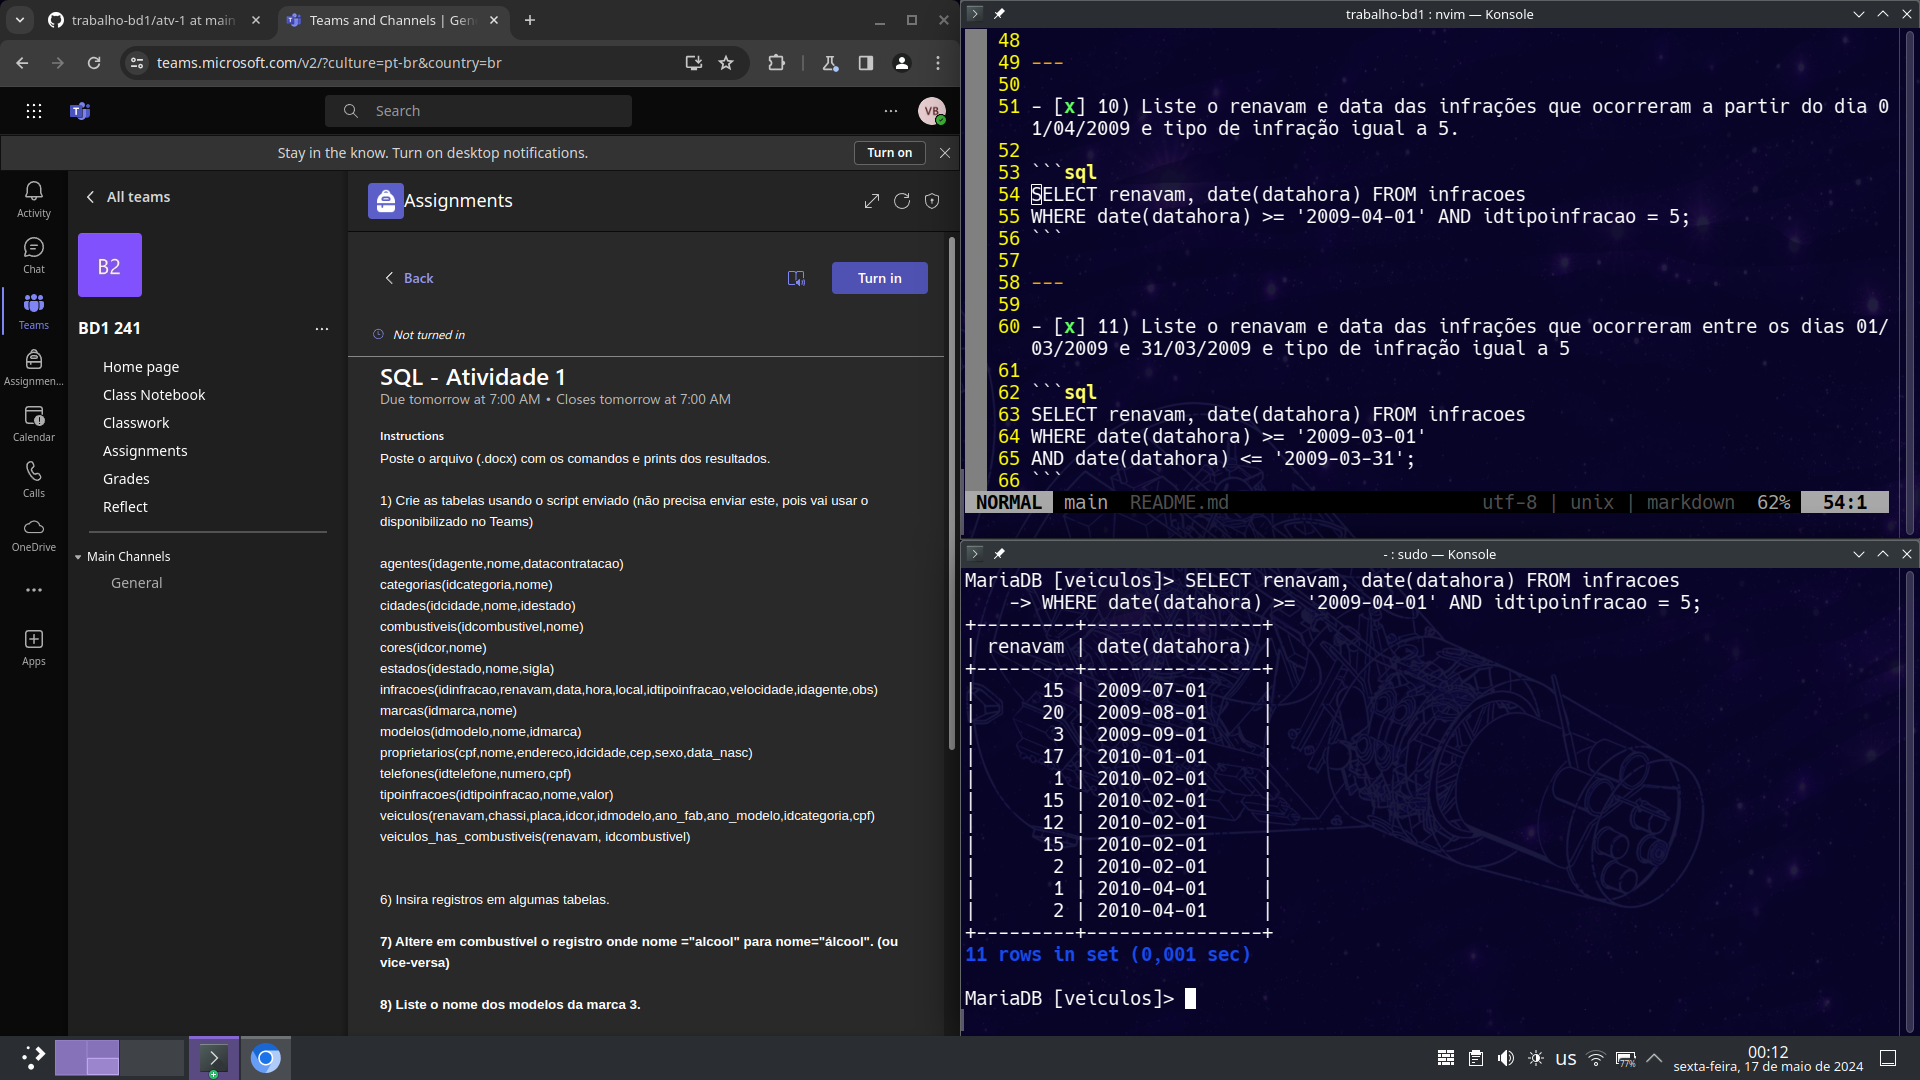 trabalho-bd1/atv-1 at main
Teams and Channels | Gen
teams.microsoft.com/v2/?culture=pt-br&country=br
Search
VB
Stay in the know. Turn on desktop notifications.
Turn on
Activity
Chat
Teams
Assignmen...
Calendar
Calls
OneDrive
Apps
All teams
B2
BD1 241
Home page
Class Notebook
Classwork
Assignments
Grades
Reflect
Main Channels
General
Assignments
Back
Turn in
Not turned in
SQL - Atividade 1
Due tomorrow at 7:00 AM • Closes tomorrow at 7:00 AM
Instructions
Poste o arquivo (.docx) com os comandos e prints dos resultados.
1) Crie as tabelas usando o script enviado (não precisa enviar este, pois vai usar o
disponibilizado no Teams)
agentes(idagente,nome,datacontratacao)
categorias(idcategoria,nome)
cidades(idcidade,nome,idestado)
combustiveis(idcombustivel,nome)
cores(idcor,nome)
estados(idestado,nome,sigla)
infracoes(idinfracao,renavam,data,hora,local,idtipoinfracao,velocidade,idagente,obs)
marcas(idmarca,nome)
modelos(idmodelo,nome,idmarca)
proprietarios(cpf,nome,endereco,idcidade,cep,sexo,data_nasc)
telefones(idtelefone,numero,cpf)
tipoinfracoes(idtipoinfracao,nome,valor)
veiculos(renavam,chassi,placa,idcor,idmodelo,ano_fab,ano_modelo,idcategoria,cpf)
veiculos_has_combustiveis(renavam, idcombustivel)
6) Insira registros em algumas tabelas.
7) Altere em combustível o registro onde nome ="alcool" para nome="álcool". (ou
vice-versa)
8) Liste o nome dos modelos da marca 3.
trabalho-bd1 : nvim — Konsole
48
49 ---
50
51 - [x] 10) Liste o renavam e data das infrações que ocorreram a partir do dia 0
1/04/2009 e tipo de infração igual a 5.
52
53 ```sql
54 SELECT renavam, date(datahora) FROM infracoes
55 WHERE date(datahora) >= '2009-04-01' AND idtipoinfracao = 5;
56 ```
57
58 ---
59
60 - [x] 11) Liste o renavam e data das infrações que ocorreram entre os dias 01/
03/2009 e 31/03/2009 e tipo de infração igual a 5
61
62 ```sql
63 SELECT renavam, date(datahora) FROM infracoes
64 WHERE date(datahora) >= '2009-03-01'
65 AND date(datahora) <= '2009-03-31';
66 ```
NORMAL main README.md utf-8 | unix | markdown 62% 54:1
- : sudo — Konsole
MariaDB [veiculos]> SELECT renavam, date(datahora) FROM infracoes
    -> WHERE date(datahora) >= '2009-04-01' AND idtipoinfracao = 5;
+---------+----------------+
| renavam | date(datahora) |
+---------+----------------+
|      15 | 2009-07-01     |
|      20 | 2009-08-01     |
|       3 | 2009-09-01     |
|      17 | 2010-01-01     |
|       1 | 2010-02-01     |
|      15 | 2010-02-01     |
|      12 | 2010-02-01     |
|      15 | 2010-02-01     |
|       2 | 2010-02-01     |
|       1 | 2010-04-01     |
|       2 | 2010-04-01     |
+---------+----------------+
11 rows in set (0,001 sec)
MariaDB [veiculos]>
us
77%
00:12
sexta-feira, 17 de maio de 2024